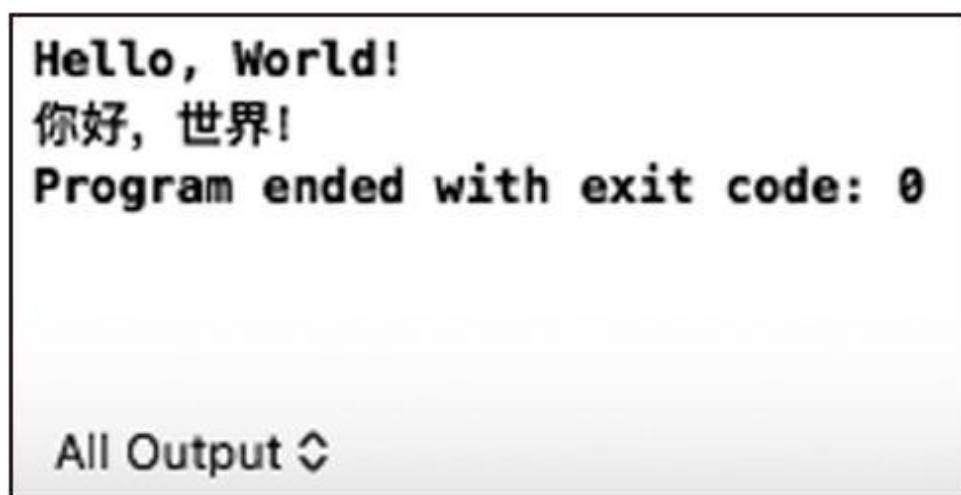 Hello, World!
你好，世界！
Program ended with exit code: 0
All Output